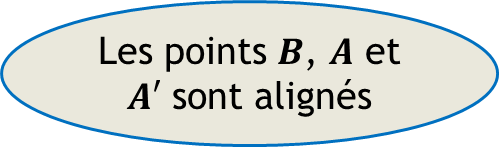 Les points B, A et
A′ sont alignés